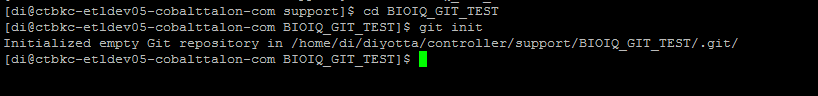 [di@ctbkc-etldev05-cobalttalon-com support]$ cd BIOIQ_GIT_TEST
[di@ctbkc-etldev05-cobalttalon-com BIOIQ_GIT_TEST]$ git init
Initialized empty Git repository in /home/di/diyotta/controller/support/BIOIQ_GIT_TEST/.git/
[di@ctbkc-etldev05-cobalttalon-com BIOIQ_GIT_TEST]$